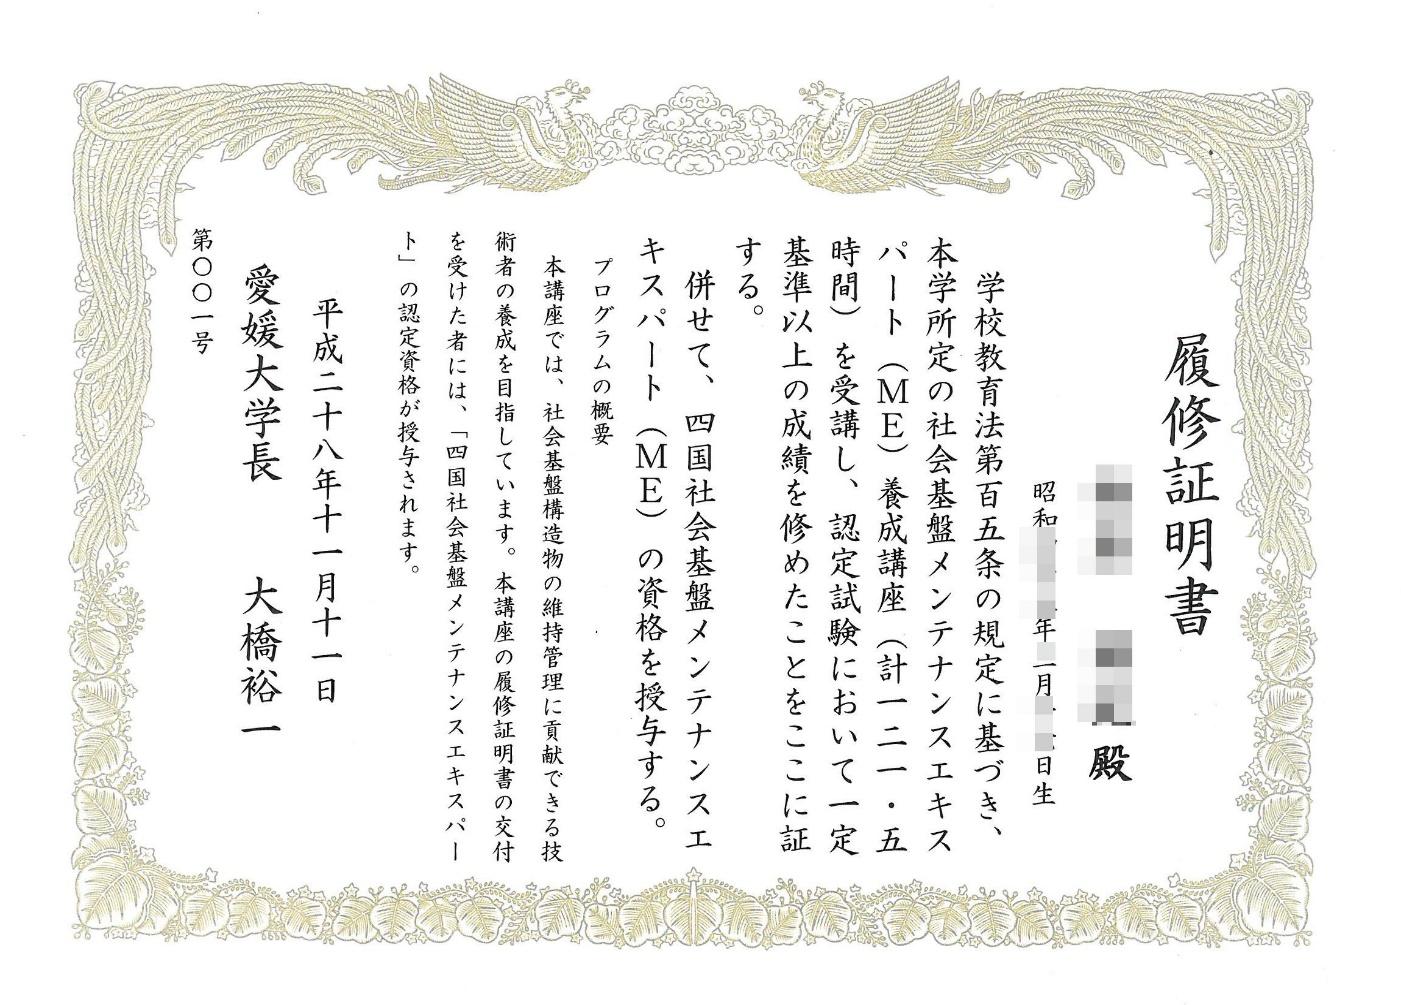 履修証明書
殿
昭和
年
月
日生
学校教育法第百五条の規定に基づき、
本学所定の社会基盤メンテナンスエキス
パート（ＭＥ）養成講座（計一二一・五
時間）を受講し、認定試験において一定
基準以上の成績を修めたことをここに証
する。
併せて、四国社会基盤メンテナンスエ
キスパート（ＭＥ）の資格を授与する。
プログラムの概要
本講座では、社会基盤構造物の維持管理に貢献できる技
術者の養成を目指しています。本講座の履修証明書の交付
を受けた者には、「四国社会基盤メンテナンスエキスパー
ト」の認定資格が授与されます。
平成二十八年十一月十一日
愛媛大学長　大橋裕一
第〇〇一号